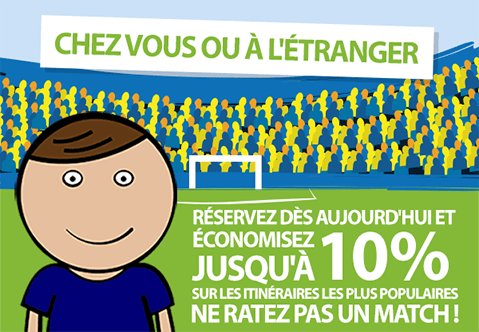 CHEZ VOUS OU À L'ÉTRANGER
RÉSERVEZ DÈS AUJOURD'HUI ET
ÉCONOMISEZ
JUSQU'À 10%
SUR LES ITINÉRAIRES LES PLUS POPULAIRES
NE RATEZ PAS UN MATCH !